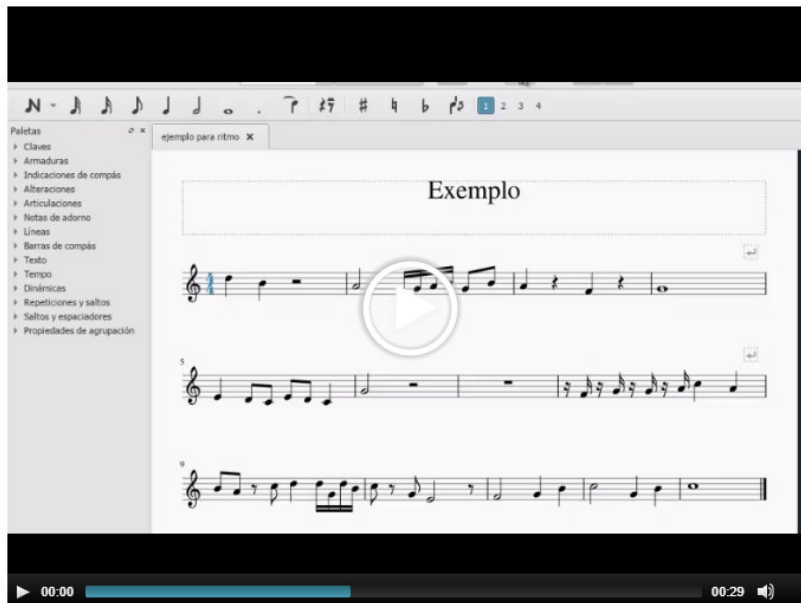 1 2 3 4
Paletas
ejemplo para ritmo
Claves
Armaduras
Indicaciones de compás
Alteraciones
Articulaciones
Notas de adorno
Líneas
Barras de compás
Texto
Tempo
Dinámicas
Repeticiones y saltos
Saltos y espaciadores
Propiedades de agrupación
Exemplo
5
9
00:00
00:29